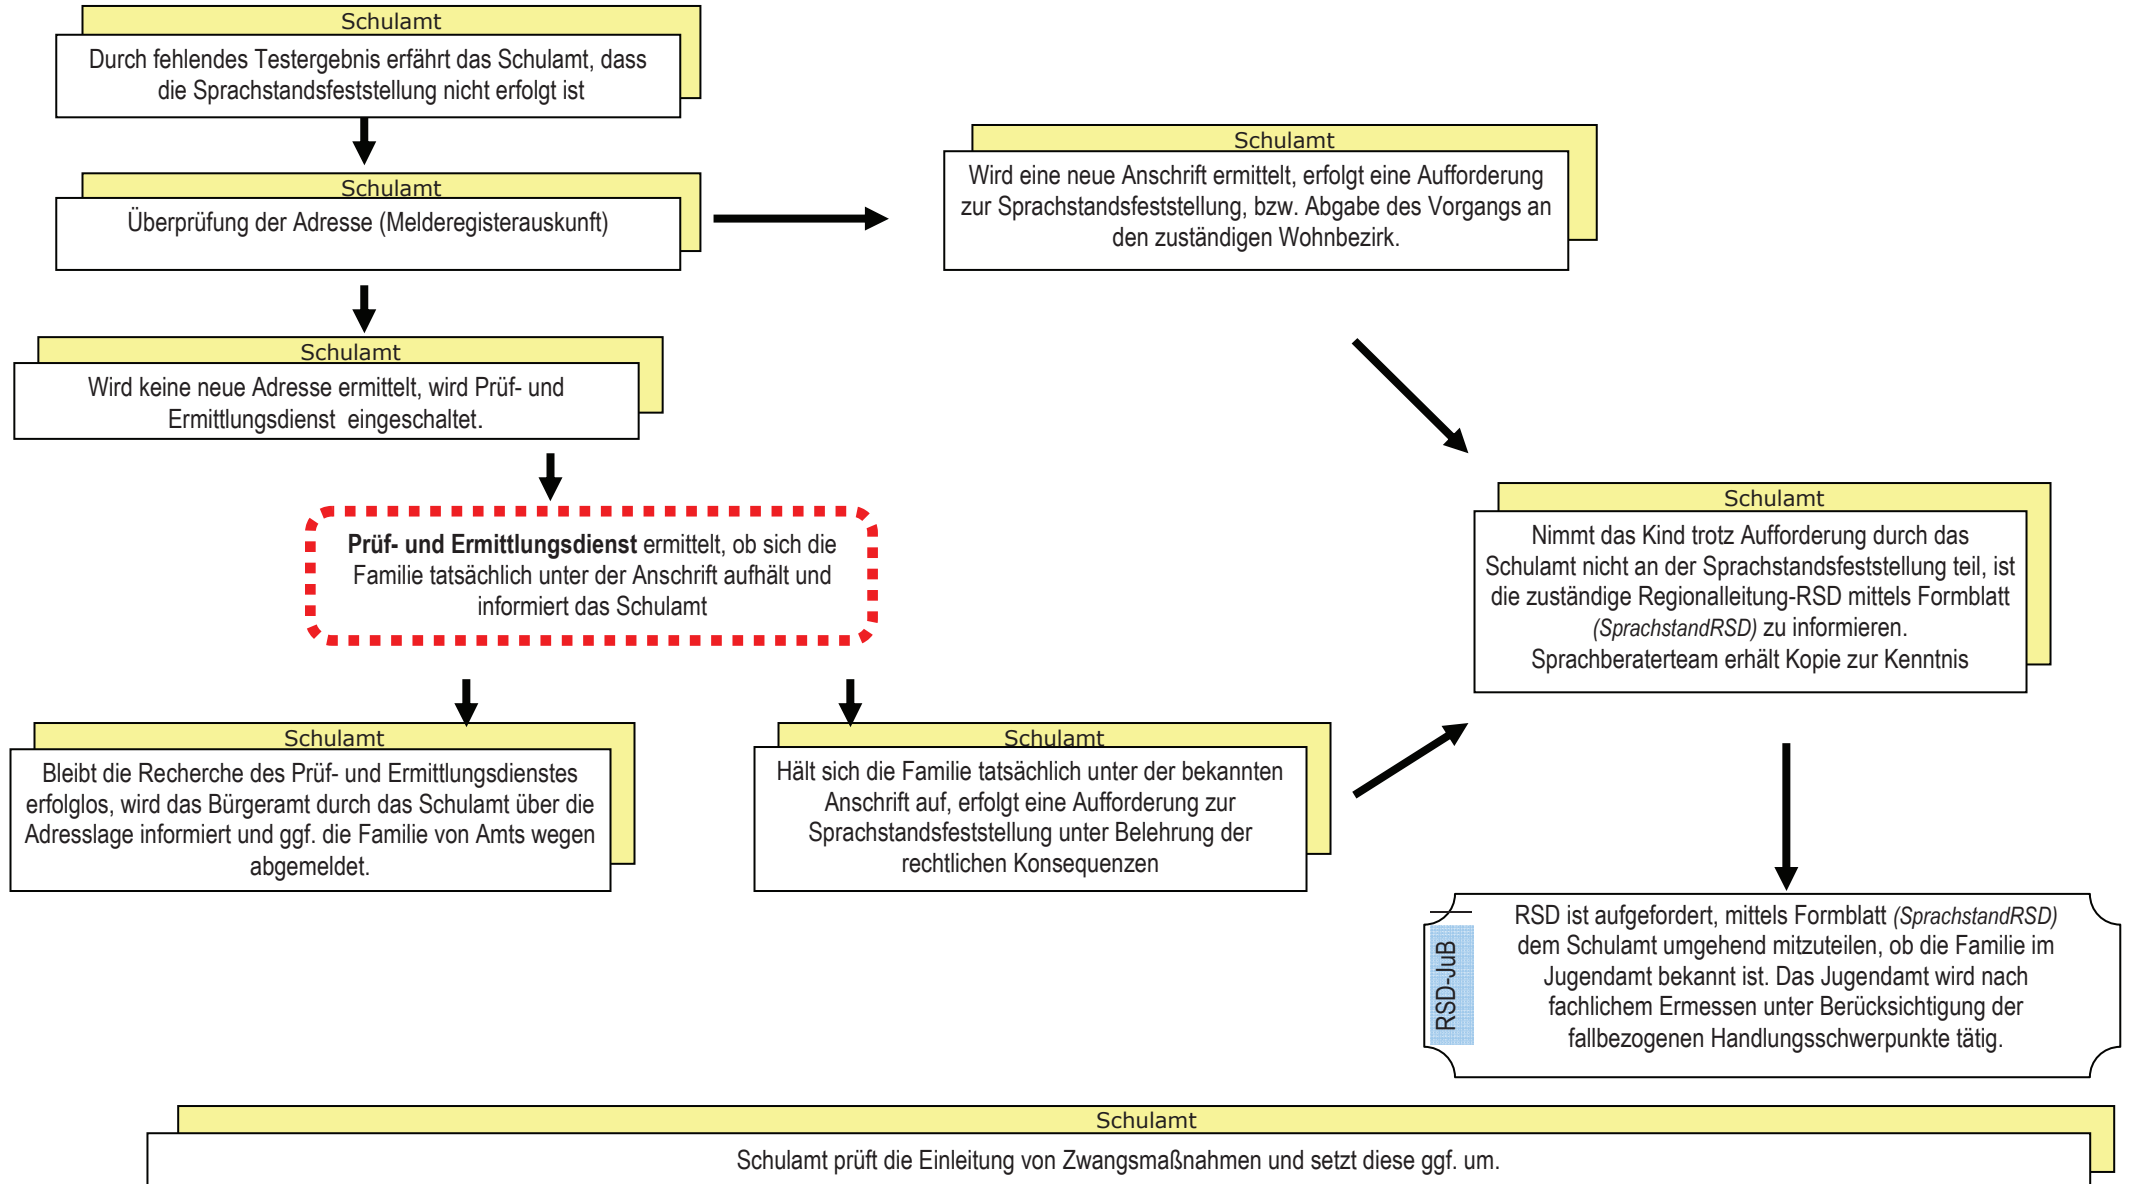 Schulamt
Durch fehlendes Testergebnis erfährt das Schulamt, dass
die Sprachstandsfeststellung nicht erfolgt ist
Schulamt
Überprüfung der Adresse (Melderegisterauskunft)
Schulamt
Wird eine neue Anschrift ermittelt, erfolgt eine Aufforderung
zur Sprachstandsfeststellung, bzw. Abgabe des Vorgangs an
den zuständigen Wohnbezirk.
Schulamt
Wird keine neue Adresse ermittelt, wird Prüf- und
Ermittlungsdienst eingeschaltet.
Prüf- und Ermittlungsdienst ermittelt, ob sich die
Familie tatsächlich unter der Anschrift aufhält und
informiert das Schulamt
Schulamt
Nimmt das Kind trotz Aufforderung durch das
Schulamt nicht an der Sprachstandsfeststellung teil, ist
die zuständige Regionalleitung-RSD mittels Formblatt
(SprachstandRSD) zu informieren.
Sprachberaterteam erhält Kopie zur Kenntnis
Schulamt
Bleibt die Recherche des Prüf- und Ermittlungsdienstes
erfolglos, wird das Bürgeramt durch das Schulamt über die
Adresslage informiert und ggf. die Familie von Amts wegen
abgemeldet.
Schulamt
Hält sich die Familie tatsächlich unter der bekannten
Anschrift auf, erfolgt eine Aufforderung zur
Sprachstandsfeststellung unter Belehrung der
rechtlichen Konsequenzen
RSD-JuB
RSD ist aufgefordert, mittels Formblatt (SprachstandRSD)
dem Schulamt umgehend mitzuteilen, ob die Familie im
Jugendamt bekannt ist. Das Jugendamt wird nach
fachlichem Ermessen unter Berücksichtigung der
fallbezogenen Handlungsschwerpunkte tätig.
Schulamt
Schulamt prüft die Einleitung von Zwangsmaßnahmen und setzt diese ggf. um.